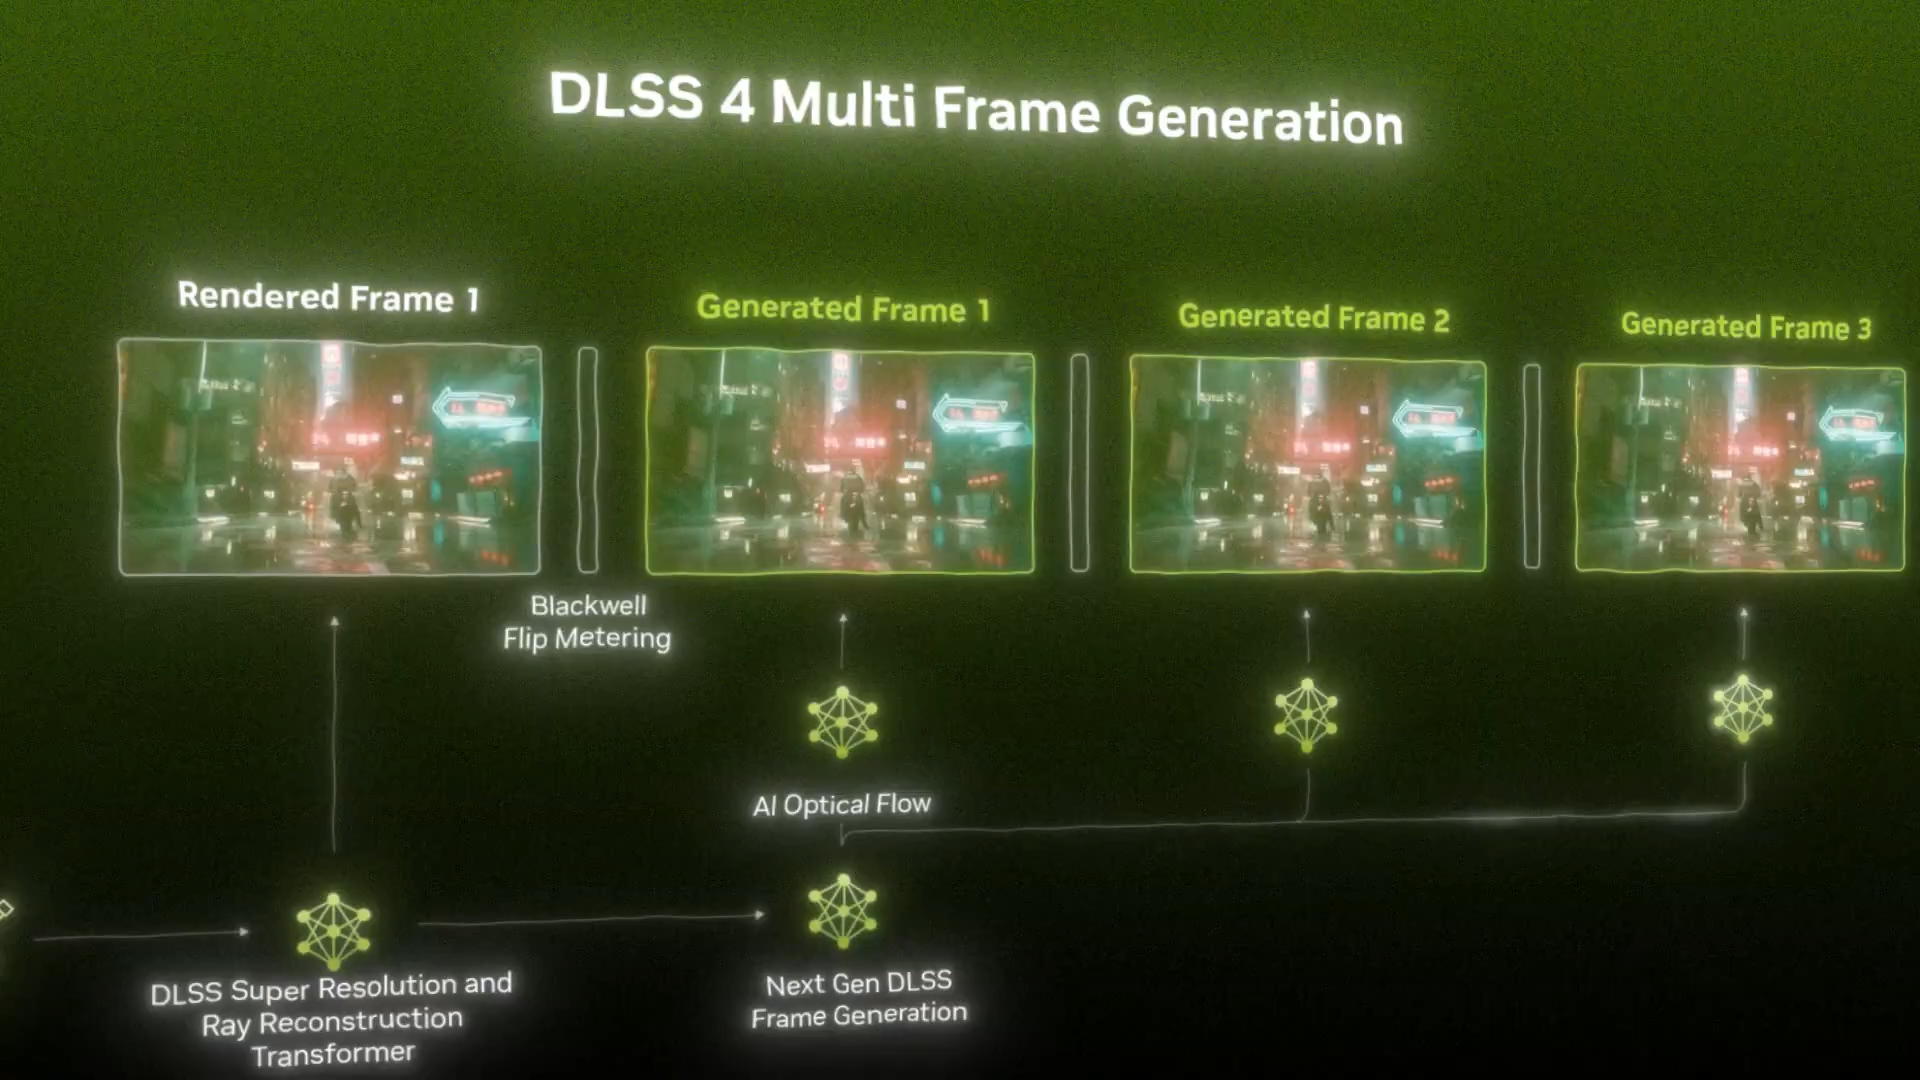 DLSS 4 Multi Frame Generation
Rendered Frame 1
Generated Frame 1
Generated Frame 2
Generated Frame 3
Blackwell
Flip Metering
AI Optical Flow
DLSS Super Resolution and
Ray Reconstruction
Transformer
Next Gen DLSS
Frame Generation